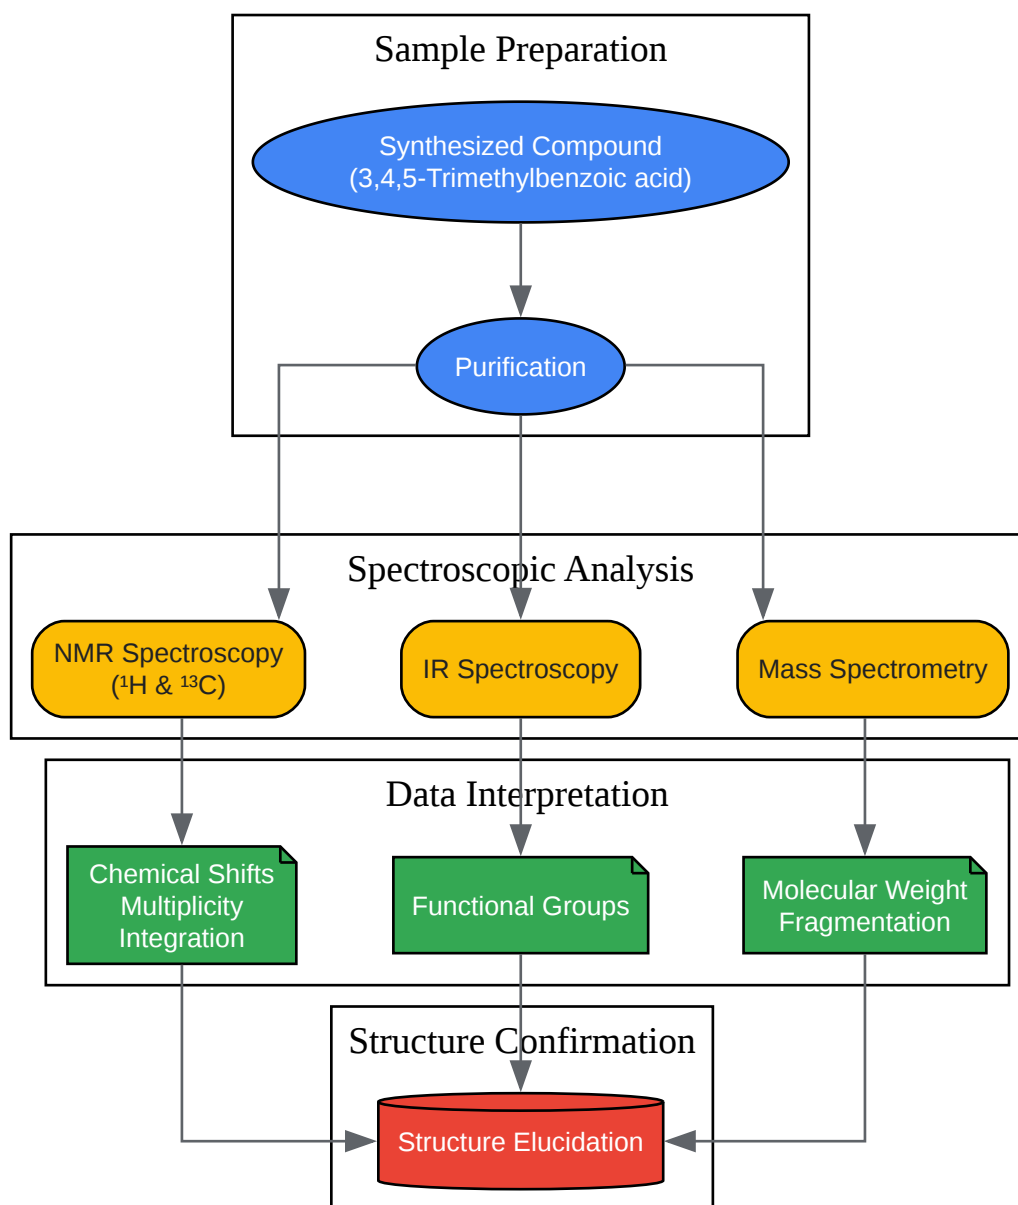 Sample Preparation
Synthesized Compound
(3,4,5-Trimethylbenzoic acid)
Purification
Spectroscopic Analysis
NMR Spectroscopy
(¹H & ¹³C)
IR Spectroscopy
Mass Spectrometry
Data Interpretation
Chemical Shifts
Multiplicity
Integration
Functional Groups
Molecular Weight
Fragmentation
Structure Confirmation
Structure Elucidation